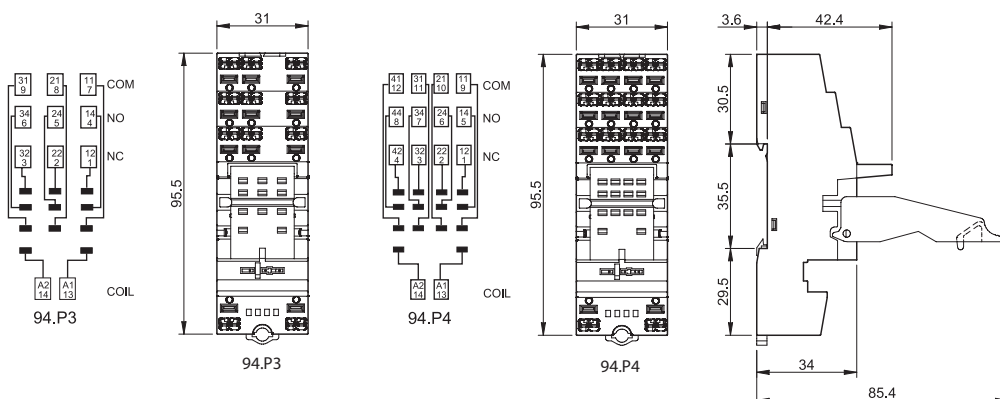 31
95.5
31 21 11 COM
9 8 7
34 24 14 NO
6 5 4
32 22 12 NC
3 2 1
A2 A1 COIL
14 13
94.P3
94.P3
41 31 21 11 COM
12 11 10 9
44 34 24 14 NO
8 7 6 5
42 32 22 12 NC
4 3 2 1
A2 A1 COIL
14 13
94.P4
31
95.5
94.P4
3.6 42.4
30.5
35.5
29.5
34
85.4